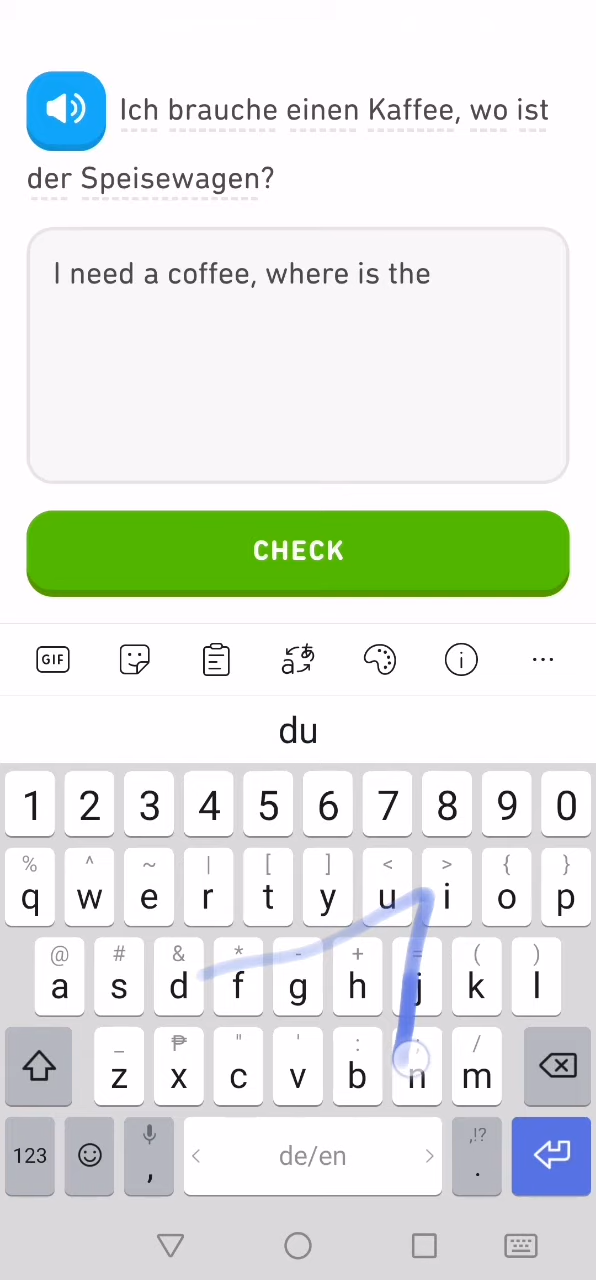 Ich brauche einen Kaffee, wo ist
der Speisewagen?
I need a coffee, where is the
CHECK
GIF
du
1 2 3 4 5 6 7 8 9 0
% ^ ~ | [ ] < > { }
q w e r t y u i o p
@ # & * - + = ( )
a s d f g h j k l
_ ₱ " ' : ; /
z x c v b n m
123 , < de/en > ,!? .